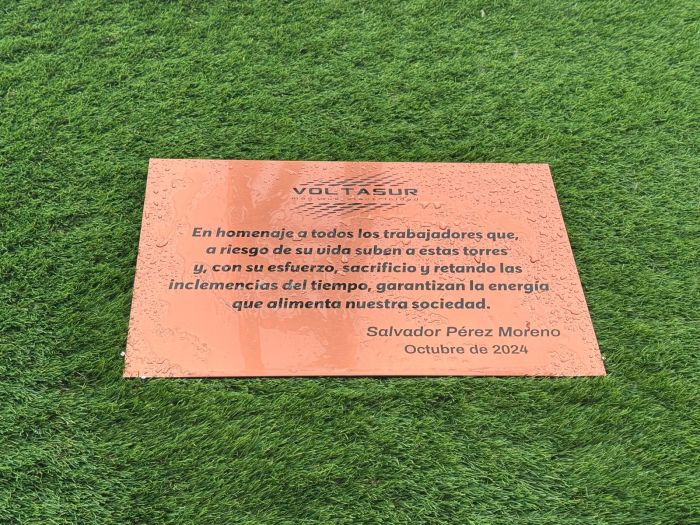 VOLTASUR
En homenaje a todos los trabajadores que,
a riesgo de su vida suben a estas torres
y, con su esfuerzo, sacrificio y retando las
inclemencias del tiempo, garantizan la energía
que alimenta nuestra sociedad.
Salvador Pérez Moreno
Octubre de 2024